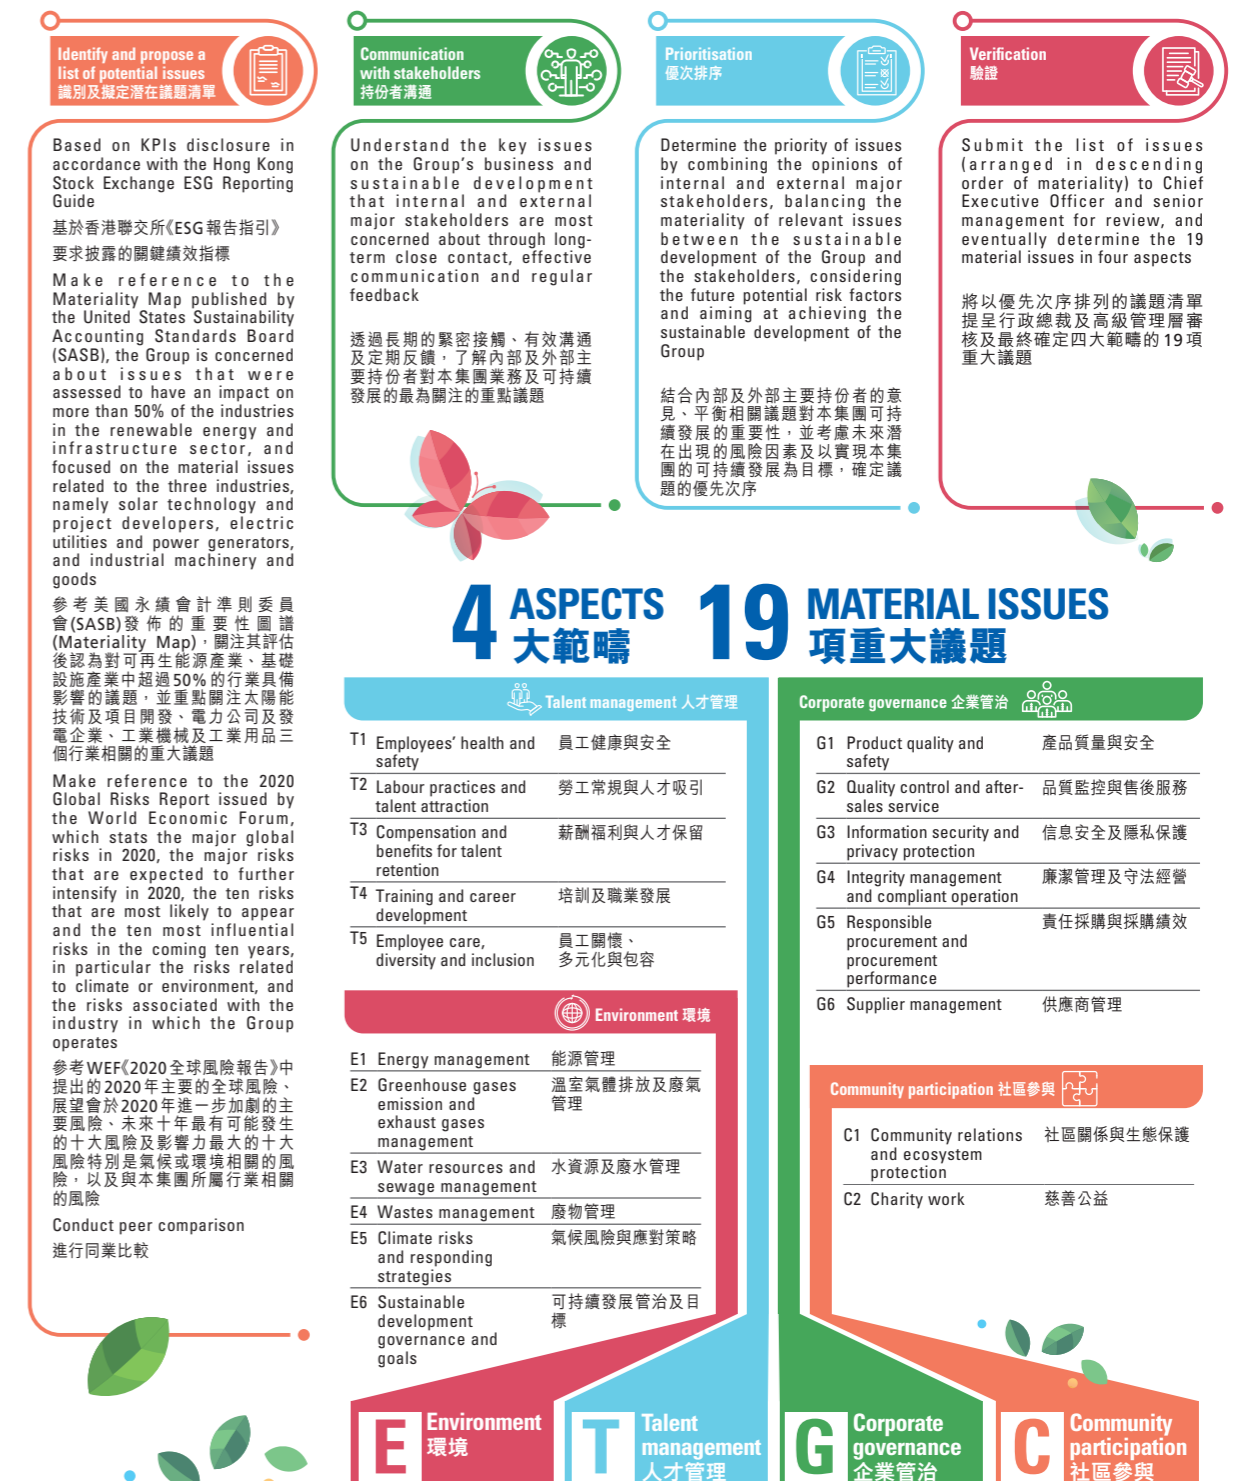 Identify and propose a
list of potential issues
識別及擬定潛在議題清單
Based on KPIs disclosure in
accordance with the Hong Kong
Stock Exchange ESG Reporting
Guide
基於香港聯交所《ESG報告指引》
要求披露的關鍵績效指標
Make reference to the
Materiality Map published by
the United States Sustainability
Accounting Standards Board
(SASB), the Group is concerned
about issues that were
assessed to have an impact on
more than 50% of the industries
in the renewable energy and
infrastructure sector, and
focused on the material issues
related to the three industries,
namely solar technology and
project developers, electric
utilities and power generators,
and industrial machinery and
goods
參考美國永續會計準則委員
會(SASB)發佈的重要性圖譜
(Materiality Map)，關注其評估
後認為對可再生能源產業、基礎
設施產業中超過50%的行業具備
影響的議題，並重點關注太陽能
技術及項目開發、電力公司及發
電企業、工業機械及工業用品三
個行業相關的重大議題
Make reference to the 2020
Global Risks Report issued by
the World Economic Forum,
which stats the major global
risks in 2020, the major risks
that are expected to further
intensify in 2020, the ten risks
that are most likely to appear
and the ten most influential
risks in the coming ten years,
in particular the risks related
to climate or environment, and
the risks associated with the
industry in which the Group
operates
參考WEF《2020全球風險報告》中
提出的2020年主要的全球風險、
展望會於2020年進一步加劇的主
要風險、未來十年最有可能發生
的十大風險及影響力最大的十大
風險特別是氣候或環境相關的風
險，以及與本集團所屬行業相關
的風險
Conduct peer comparison
進行同業比較
Communication
with stakeholders
持份者溝通
Understand the key issues
on the Group's business and
sustainable development
that internal and external
major stakeholders are most
concerned about through long-
term close contact, effective
communication and regular
feedback
透過長期的緊密接觸、有效溝通
及定期反饋，了解內部及外部主
要持份者對本集團業務及可持續
發展的最為關注的重點議題
Prioritisation
優次排序
Determine the priority of issues
by combining the opinions of
internal and external major
stakeholders, balancing the
materiality of relevant issues
between the sustainable
development of the Group and
the stakeholders, considering
the future potential risk factors
and aiming at achieving the
sustainable development of the
Group
結合內部及外部主要持份者的意
見、平衡相關議題對本集團可持
續發展的重要性，並考慮未來潛
在出現的風險因素及以實現本集
團的可持續發展為目標，確定議
題的優先次序
Verification
驗證
Submit the list of issues
(arranged in descending
order of materiality) to Chief
Executive Officer and senior
management for review, and
eventually determine the 19
material issues in four aspects
將以優先次序排列的議題清單
提呈行政總裁及高級管理層審
核及最終確定四大範疇的19項
重大議題
4 ASPECTS
大範疇
19 MATERIAL ISSUES
項重大議題
Talent management 人才管理
T1 Employees' health and 員工健康與安全
safety
T2 Labour practices and 勞工常規與人才吸引
talent attraction
T3 Compensation and 薪酬福利與人才保留
benefits for talent
retention
T4 Training and career 培訓及職業發展
development
T5 Employee care, 員工關懷、
diversity and inclusion 多元化與包容
Environment 環境
E1 Energy management 能源管理
E2 Greenhouse gases 溫室氣體排放及廢氣
emission and 管理
exhaust gases
management
E3 Water resources and 水資源及廢水管理
sewage management
E4 Wastes management 廢物管理
E5 Climate risks 氣候風險與應對策略
and responding
strategies
E6 Sustainable 可持續發展管治及目
development 標
governance and
goals
Corporate governance 企業管治
G1 Product quality and 產品質量與安全
safety
G2 Quality control and after- 品質監控與售後服務
sales service
G3 Information security and 信息安全及隱私保護
privacy protection
G4 Integrity management 廉潔管理及守法經營
and compliant operation
G5 Responsible 責任採購與採購績效
procurement and
procurement
performance
G6 Supplier management 供應商管理
Community participation 社區參與
C1 Community relations 社區關係與生態保護
and ecosystem
protection
C2 Charity work 慈善公益
E Environment
環境
T Talent
management
人才管理
G Corporate
governance
企業管治
C Community
participation
社區參與